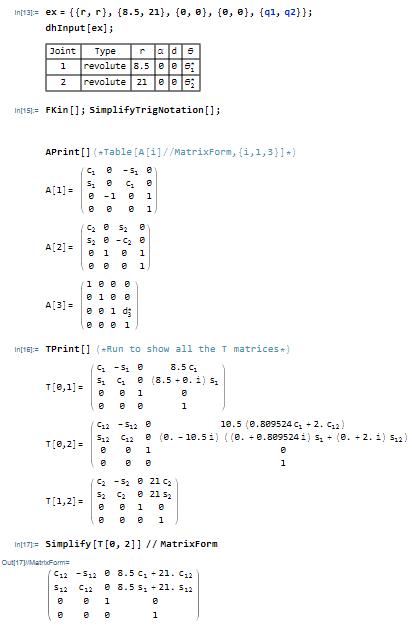 In[13]:= ex = {{r, r}, {8.5, 21}, {0, 0}, {0, 0}, {q1, q2}};
dhInput[ex];
Joint Type r α d θ
1 revolute 8.5 0 0 θ₁*
2 revolute 21 0 0 θ₂*
In[15]:= FKin[]; SimplifyTrigNotation[];
APrint[] (*Table[A[i]//MatrixForm,{i,1,3}]*)
A[1]=
c₁ 0 -s₁ 0
s₁ 0 c₁ 0
0 -1 0 1
0 0 0 1
A[2]=
c₂ 0 s₂ 0
s₂ 0 -c₂ 0
0 1 0 1
0 0 0 1
A[3]=
1 0 0 0
0 1 0 0
0 0 1 d₃*
0 0 0 1
In[16]:= TPrint[] (*Run to show all the T matrices*)
T[0,1]=
c₁ -s₁ 0 8.5 c₁
s₁ c₁ 0 (8.5 + 0. i) s₁
0 0 1 0
0 0 0 1
T[0,2]=
c₁₂ -s₁₂ 0 10.5 (0.809524 c₁ + 2. c₁₂)
s₁₂ c₁₂ 0 (0. - 10.5 i) ((0. + 0.809524 i) s₁ + (0. + 2. i) s₁₂)
0 0 1 0
0 0 0 1
T[1,2]=
c₂ -s₂ 0 21 c₂
s₂ c₂ 0 21 s₂
0 0 1 0
0 0 0 1
In[17]:= Simplify[T[0, 2]] // MatrixForm
Out[17]//MatrixForm=
c₁₂ -s₁₂ 0 8.5 c₁ + 21. c₁₂
s₁₂ c₁₂ 0 8.5 s₁ + 21. s₁₂
0 0 1 0
0 0 0 1